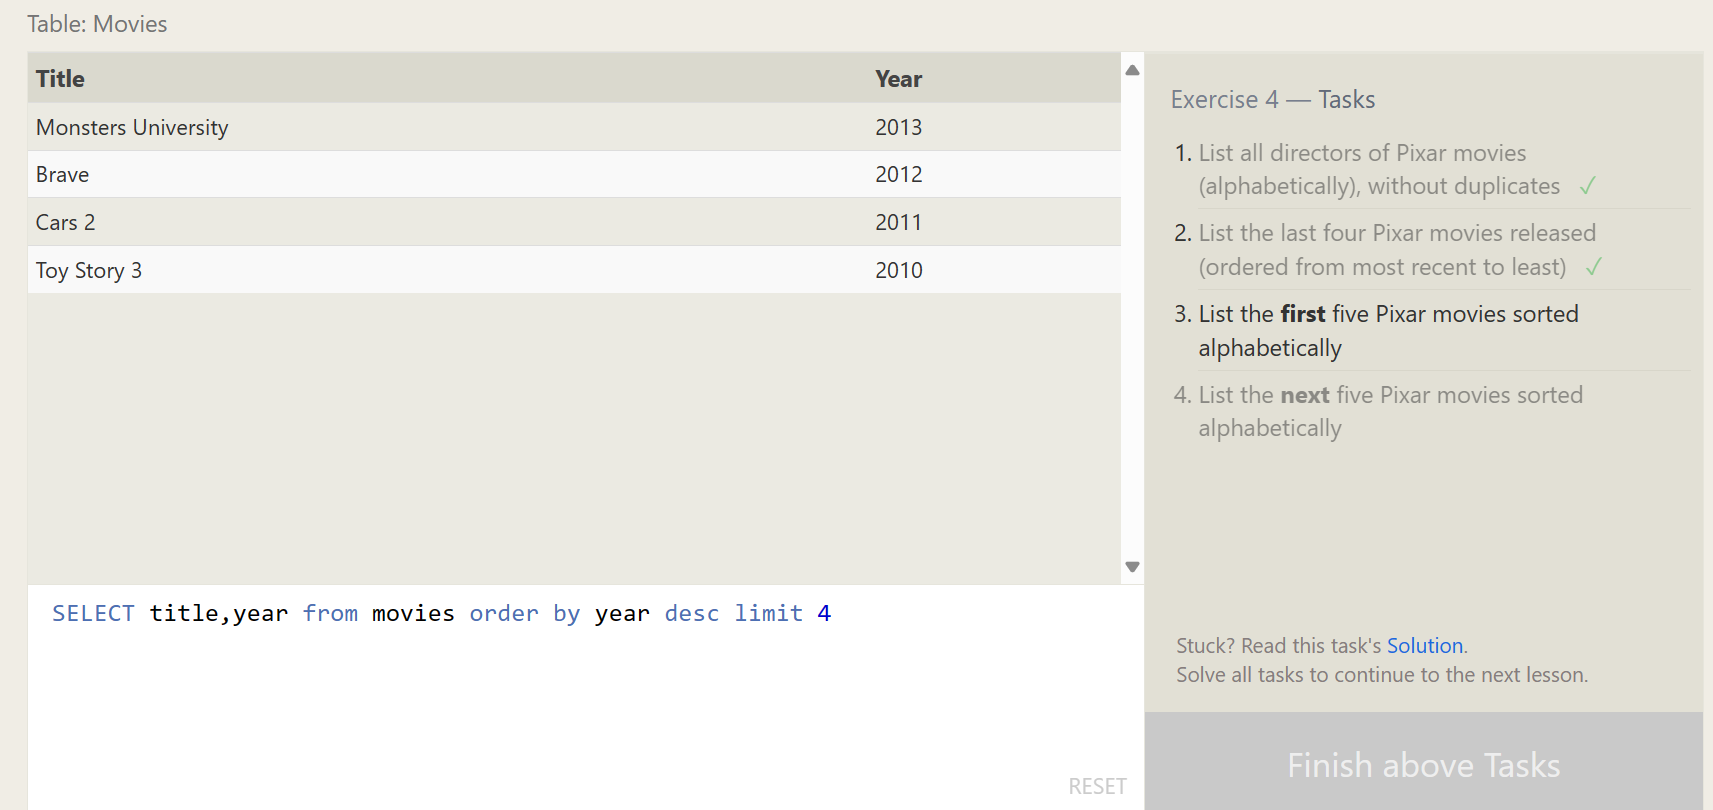 Table: Movies
Title Year
Monsters University 2013
Brave 2012
Cars 2 2011
Toy Story 3 2010
SELECT title,year from movies order by year desc limit 4
RESET
Exercise 4 — Tasks
1. List all directors of Pixar movies
(alphabetically), without duplicates ✓
2. List the last four Pixar movies released
(ordered from most recent to least) ✓
3. List the first five Pixar movies sorted
alphabetically
4. List the next five Pixar movies sorted
alphabetically
Stuck? Read this task's Solution.
Solve all tasks to continue to the next lesson.
Finish above Tasks